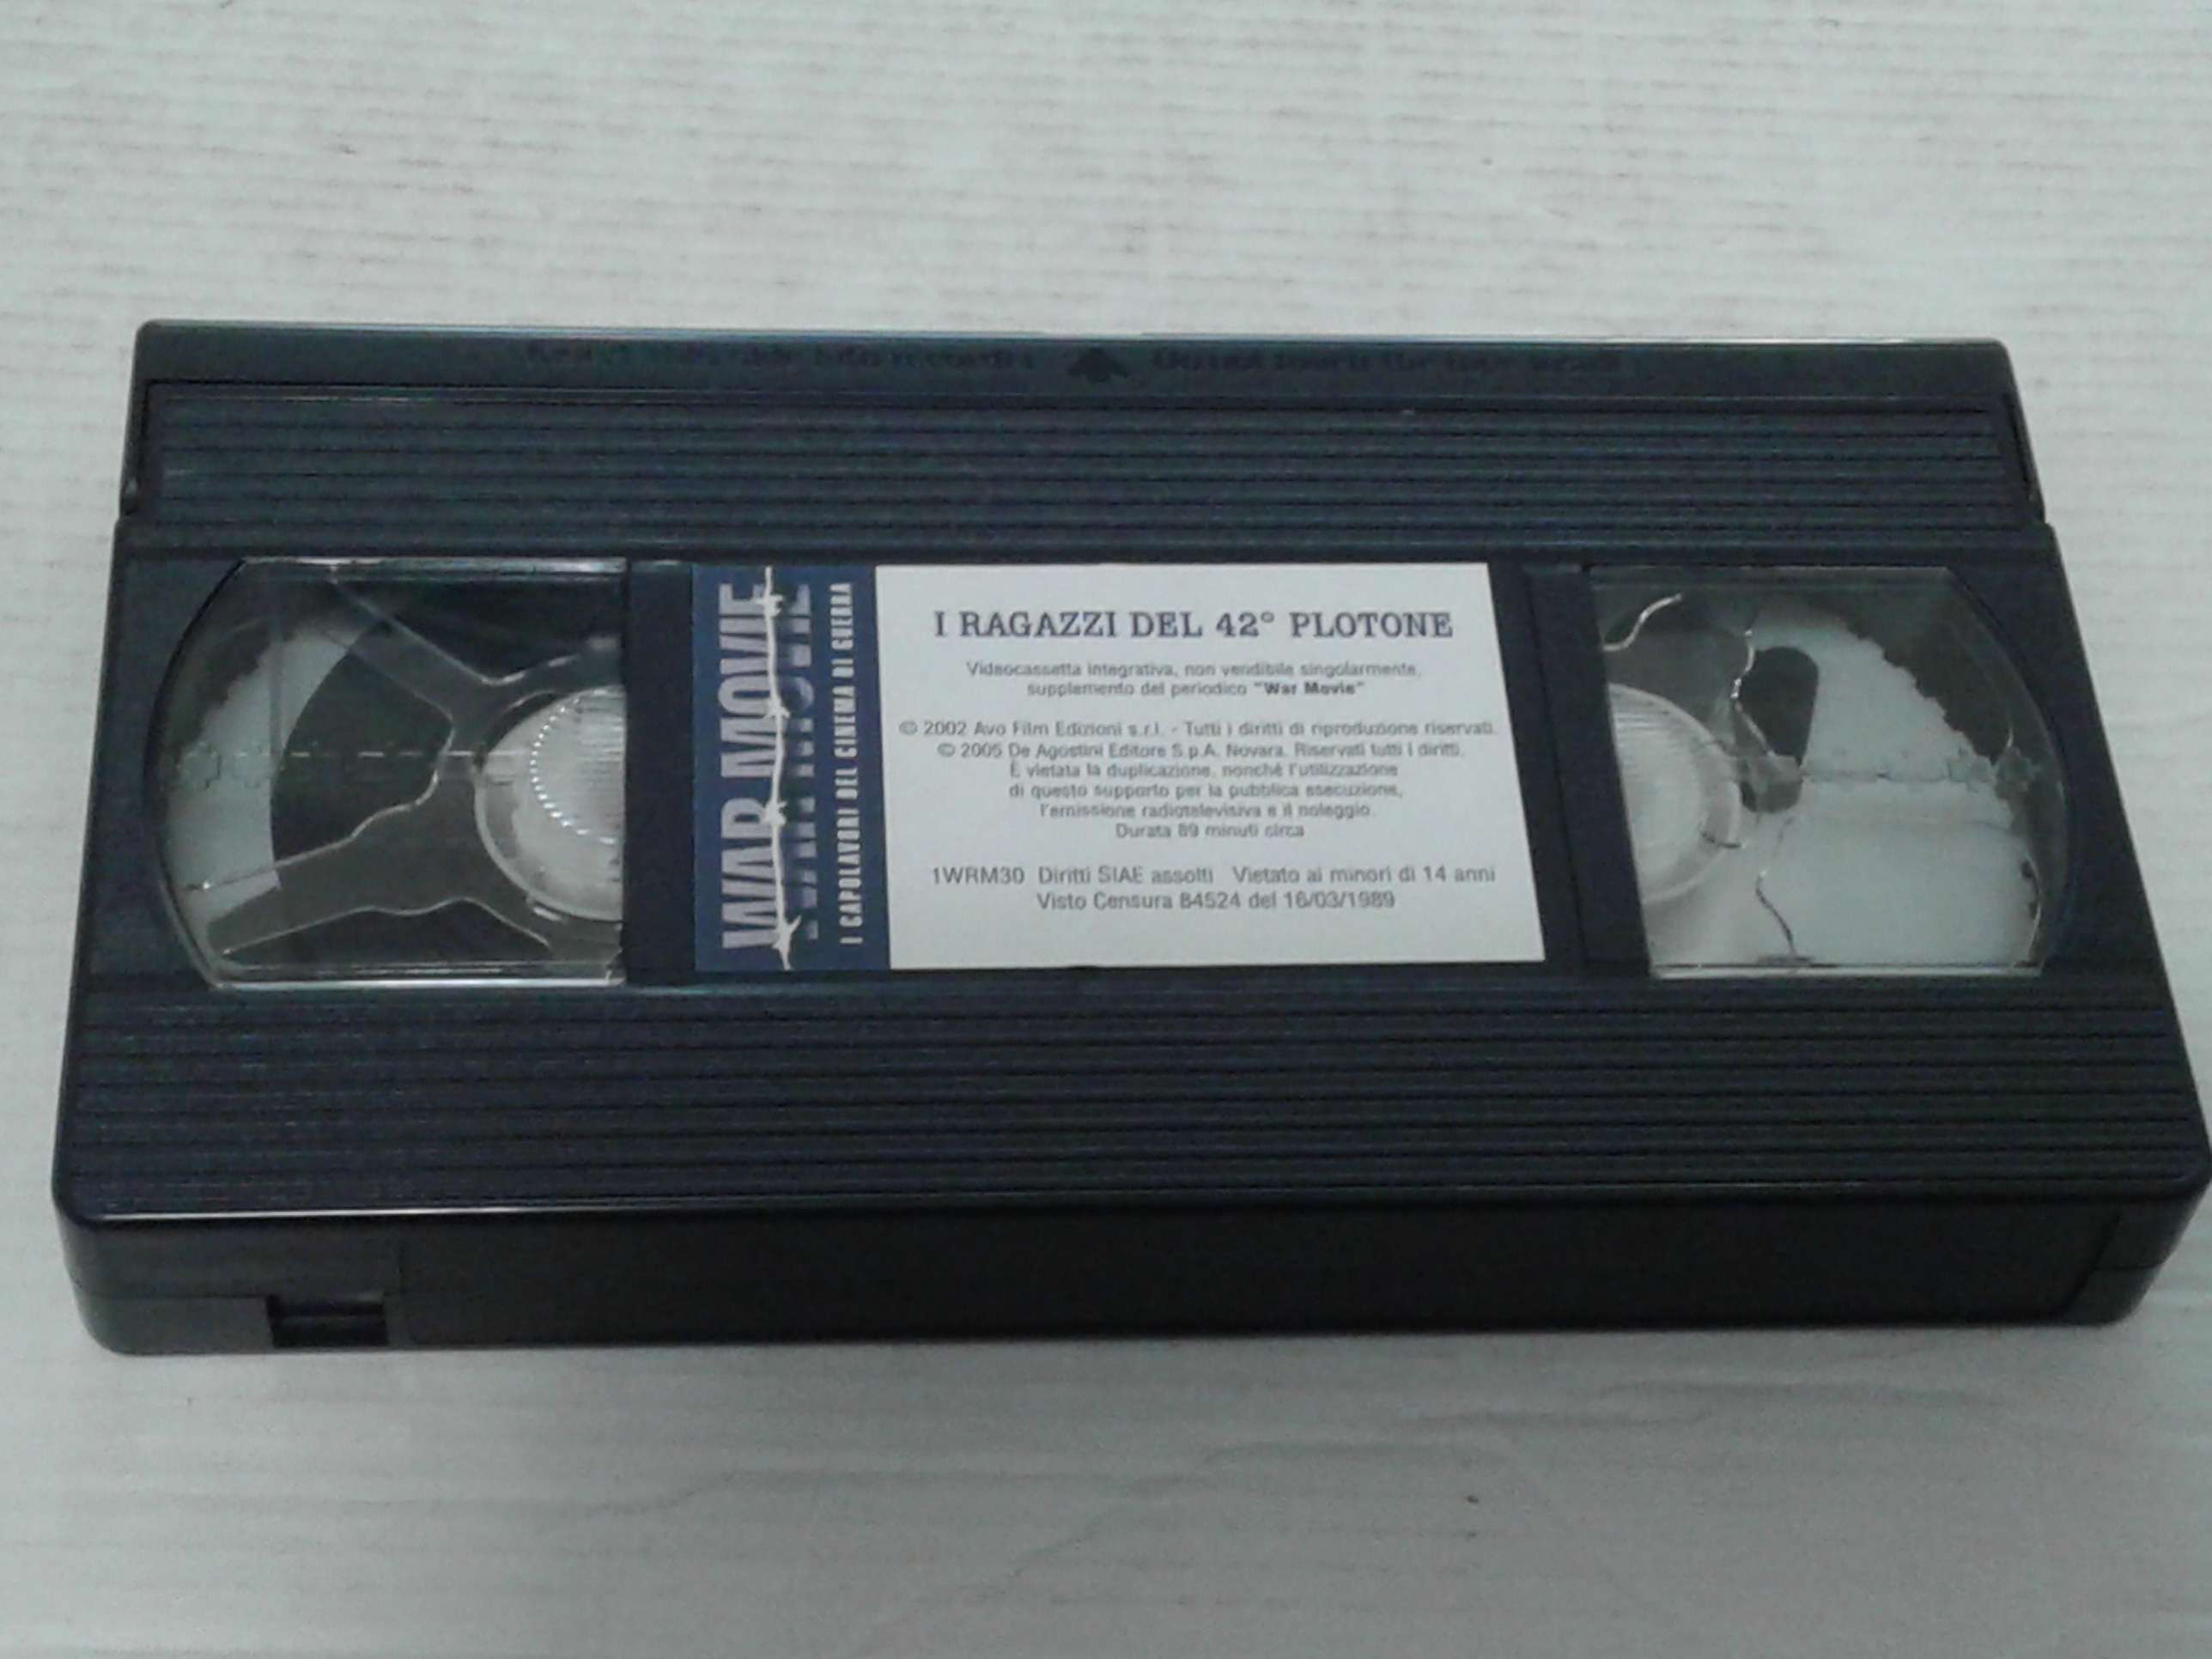 WAR MOVIE
I CAPOLAVORI DEL CINEMA DI GUERRA
I RAGAZZI DEL 42° PLOTONE
Videocassetta integrativa, non vendibile singolarmente,
supplemento del periodico "War Movie"
© 2002 Avo Film Edizioni s.r.l. - Tutti i diritti di riproduzione riservati.
© 2005 De Agostini Editore S.p.A. Novara. Riservati tutti i diritti.
È vietata la duplicazione, nonché l'utilizzazione
di questo supporto per la pubblica esecuzione,
l'emissione radiotelevisiva e il noleggio.
Durata 89 minuti circa
1WRM30 Diritti SIAE assolti Vietato ai minori di 14 anni
Visto Censura 84524 del 16/03/1989